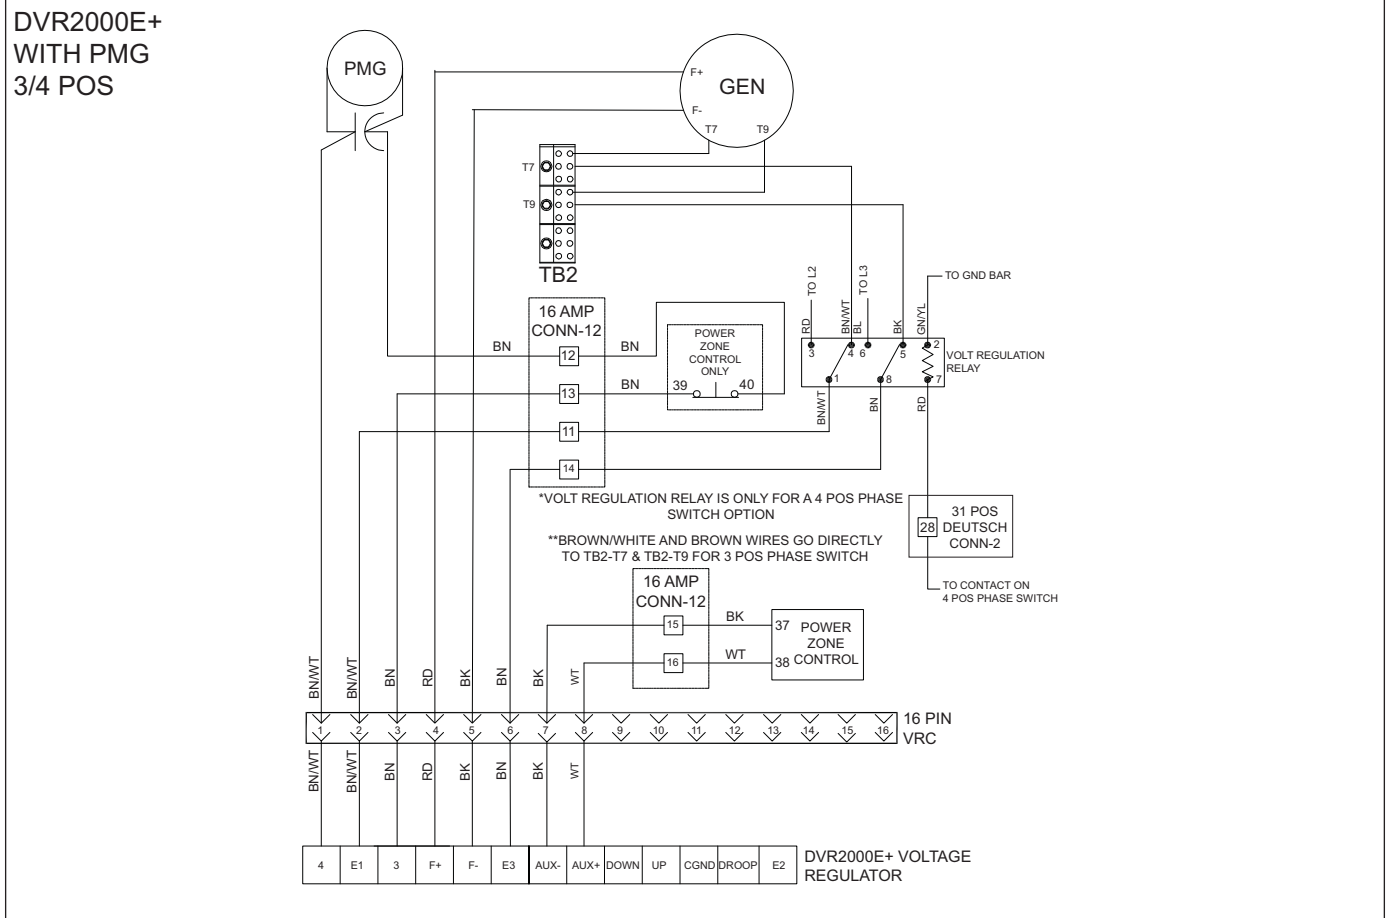 DVR2000E+
WITH PMG
3/4 POS
PMG
GEN
F+
F-
T7
T9
T7
T9
TB2
TO L2
TO L3
TO GND BAR
RD
BN/WT
BL
BK
GN/YL
3
4
6
5
2
1
8
7
VOLT REGULATION
RELAY
BN/WT
BN
RD
16 AMP
CONN-12
BN
12
BN
13
BN
11
14
POWER
ZONE
CONTROL
ONLY
39
40
*VOLT REGULATION RELAY IS ONLY FOR A 4 POS PHASE
SWITCH OPTION
**BROWN/WHITE AND BROWN WIRES GO DIRECTLY
TO TB2-T7 & TB2-T9 FOR 3 POS PHASE SWITCH
28
31 POS
DEUTSCH
CONN-2
TO CONTACT ON
4 POS PHASE SWITCH
16 AMP
CONN-12
15
BK
16
WT
37
38
POWER
ZONE
CONTROL
BN/WT
BN/WT
BN
RD
BK
BN
BK
WT
1
2
3
4
5
6
7
8
9
10
11
12
13
14
15
16
16 PIN
VRC
BN/WT
BN/WT
BN
RD
BK
BN
BK
WT
4
E1
3
F+
F-
E3
AUX-
AUX+
DOWN
UP
CGND
DROOP
E2
DVR2000E+ VOLTAGE
REGULATOR